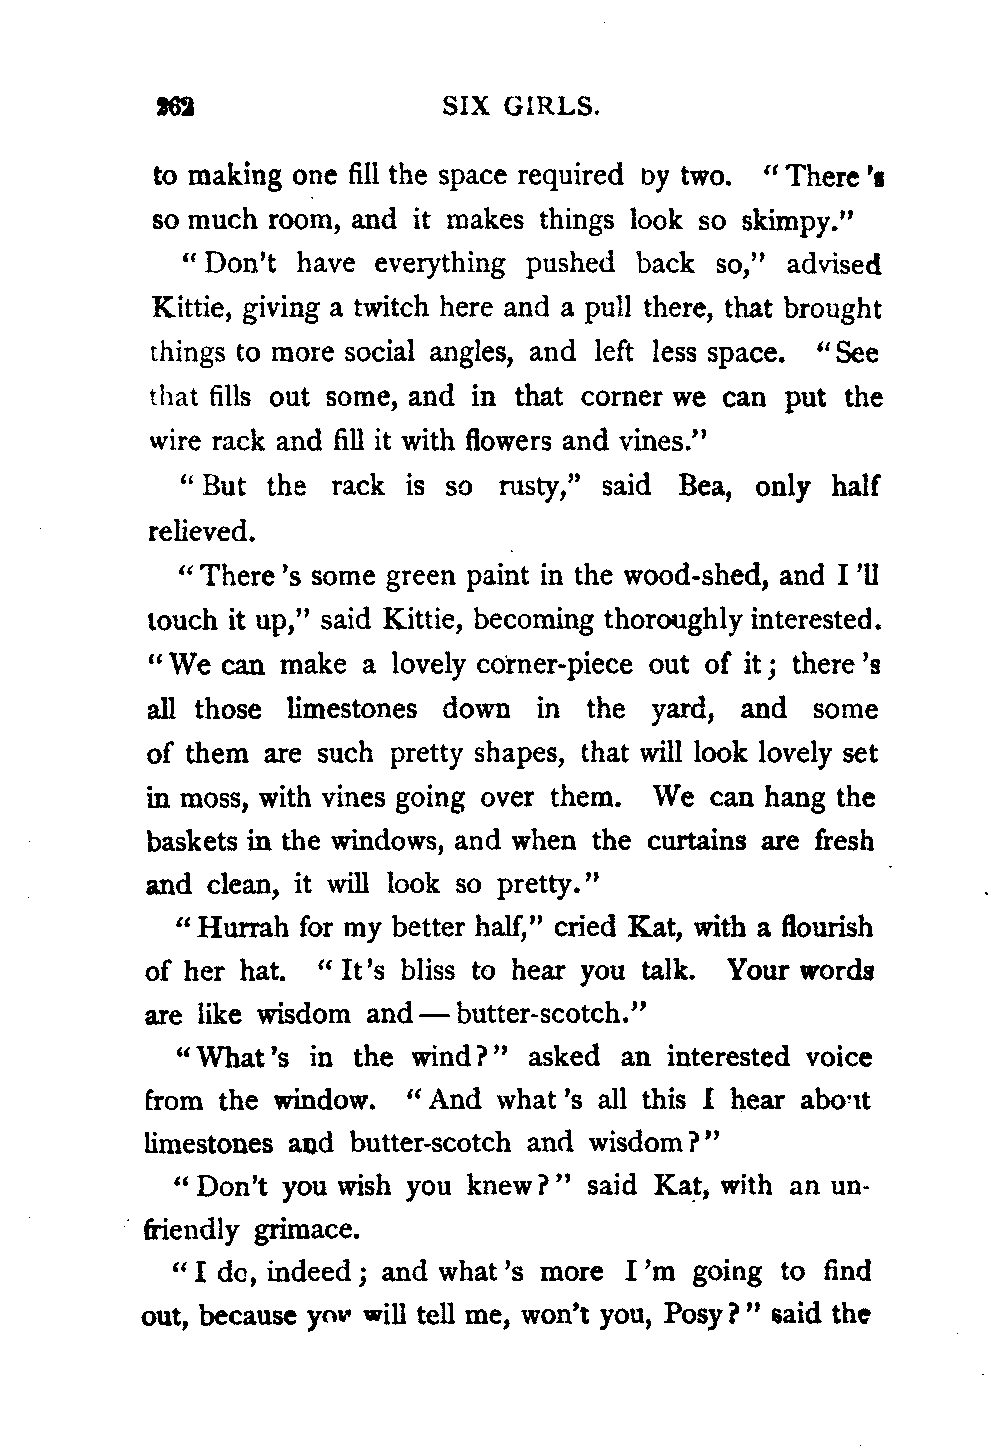 262 SIX GIRLS.
to making one fill the space required by two. "There's
so much room, and it makes things look so skimpy."
"Don't have everything pushed back so," advised
Kittie, giving a twitch here and a pull there, that brought
things to more social angles, and left less space. "See
that fills out some, and in that corner we can put the
wire rack and fill it with flowers and vines."
"But the rack is so rusty," said Bea, only half
relieved.
"There's some green paint in the wood-shed, and I'll
touch it up," said Kittie, becoming thoroughly interested.
"We can make a lovely corner-piece out of it; there's
all those limestones down in the yard, and some
of them are such pretty shapes, that will look lovely set
in moss, with vines going over them. We can hang the
baskets in the windows, and when the curtains are fresh
and clean, it will look so pretty."
"Hurrah for my better half," cried Kat, with a flourish
of her hat. "It's bliss to hear you talk. Your words
are like wisdom and—butter-scotch."
"What's in the wind?" asked an interested voice
from the window. "And what's all this I hear about
limestones and butter-scotch and wisdom?"
"Don't you wish you knew?" said Kat, with an un-
friendly grimace.
"I do, indeed; and what's more I'm going to find
out, because you will tell me, won't you, Posy?" said the